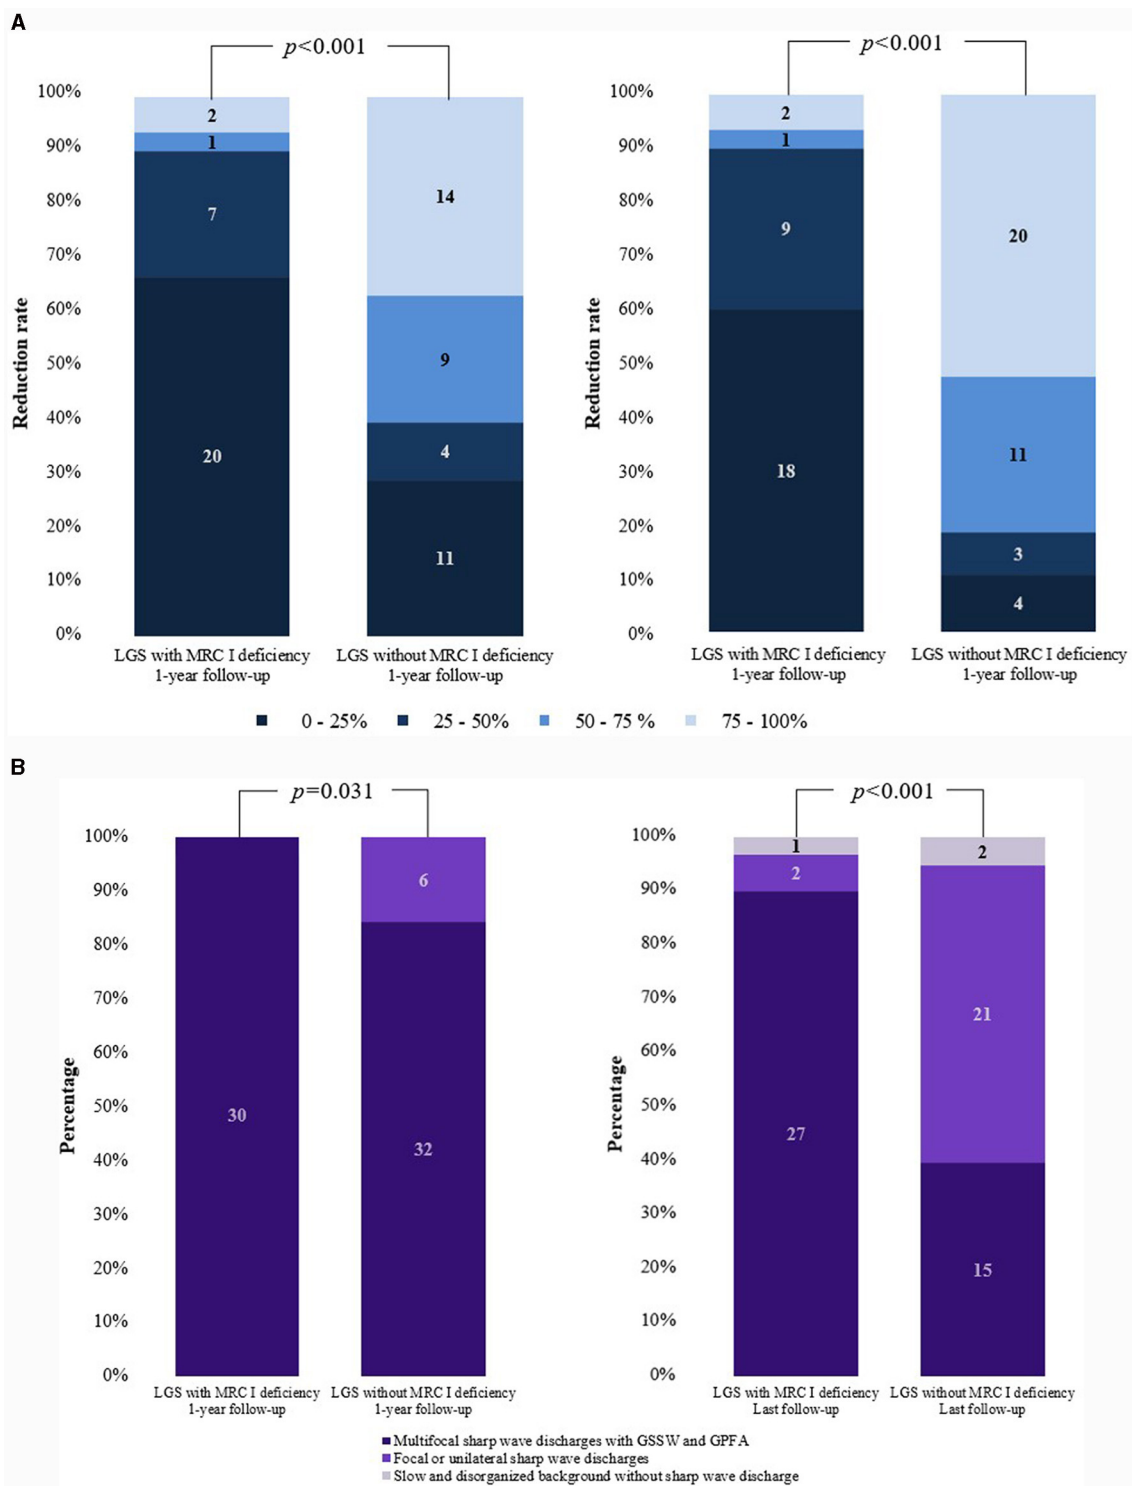 A
p<0.001
p<0.001
100%
90%
80%
70%
60%
50%
40%
30%
20%
10%
0%
Reduction rate
2
1
7
20
14
9
4
11
LGS with MRC I deficiency
1-year follow-up
LGS without MRC I deficiency
1-year follow-up
100%
90%
80%
70%
60%
50%
40%
30%
20%
10%
0%
Reduction rate
2
1
9
18
20
11
3
4
LGS with MRC I deficiency
1-year follow-up
LGS without MRC I deficiency
1-year follow-up
0 - 25% 25 - 50% 50 - 75 % 75 - 100%
B
p=0.031
p<0.001
100%
90%
80%
70%
60%
50%
40%
30%
20%
10%
0%
Percentage
30
6
32
LGS with MRC I deficiency
1-year follow-up
LGS without MRC I deficiency
1-year follow-up
100%
90%
80%
70%
60%
50%
40%
30%
20%
10%
0%
Percentage
1
2
27
2
21
15
LGS with MRC I deficiency
Last follow-up
LGS without MRC I deficiency
Last follow-up
Multifocal sharp wave discharges with GSSW and GPFA
Focal or unilateral sharp wave discharges
Slow and disorganized background without sharp wave discharge